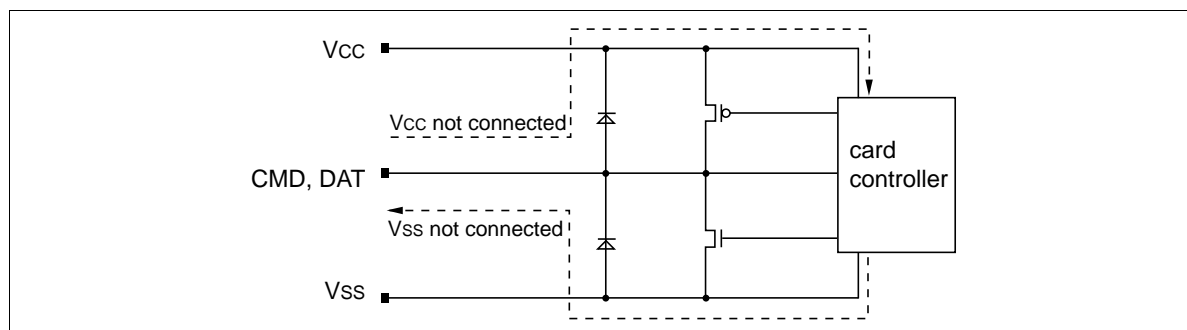 Vcc
Vcc not connected
CMD, DAT
card
controller
Vss not connected
Vss